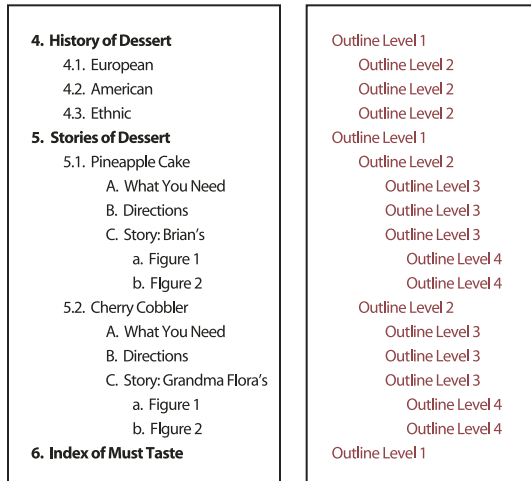 4. History of Dessert
4.1. European
4.2. American
4.3. Ethnic
5. Stories of Dessert
5.1. Pineapple Cake
A. What You Need
B. Directions
C. Story: Brian's
a. Figure 1
b. FIgure 2
5.2. Cherry Cobbler
A. What You Need
B. Directions
C. Story: Grandma Flora's
a. Figure 1
b. FIgure 2
6. Index of Must Taste
Outline Level 1
Outline Level 2
Outline Level 2
Outline Level 2
Outline Level 1
Outline Level 2
Outline Level 3
Outline Level 3
Outline Level 3
Outline Level 4
Outline Level 4
Outline Level 2
Outline Level 3
Outline Level 3
Outline Level 3
Outline Level 4
Outline Level 4
Outline Level 1